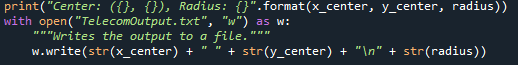 print("Center: ({}, {}), Radius: {}".format(x_center, y_center, radius))
with open("TelecomOutput.txt", "w") as w:
    """Writes the output to a file."""
    w.write(str(x_center) + " " + str(y_center) + "\n" + str(radius))